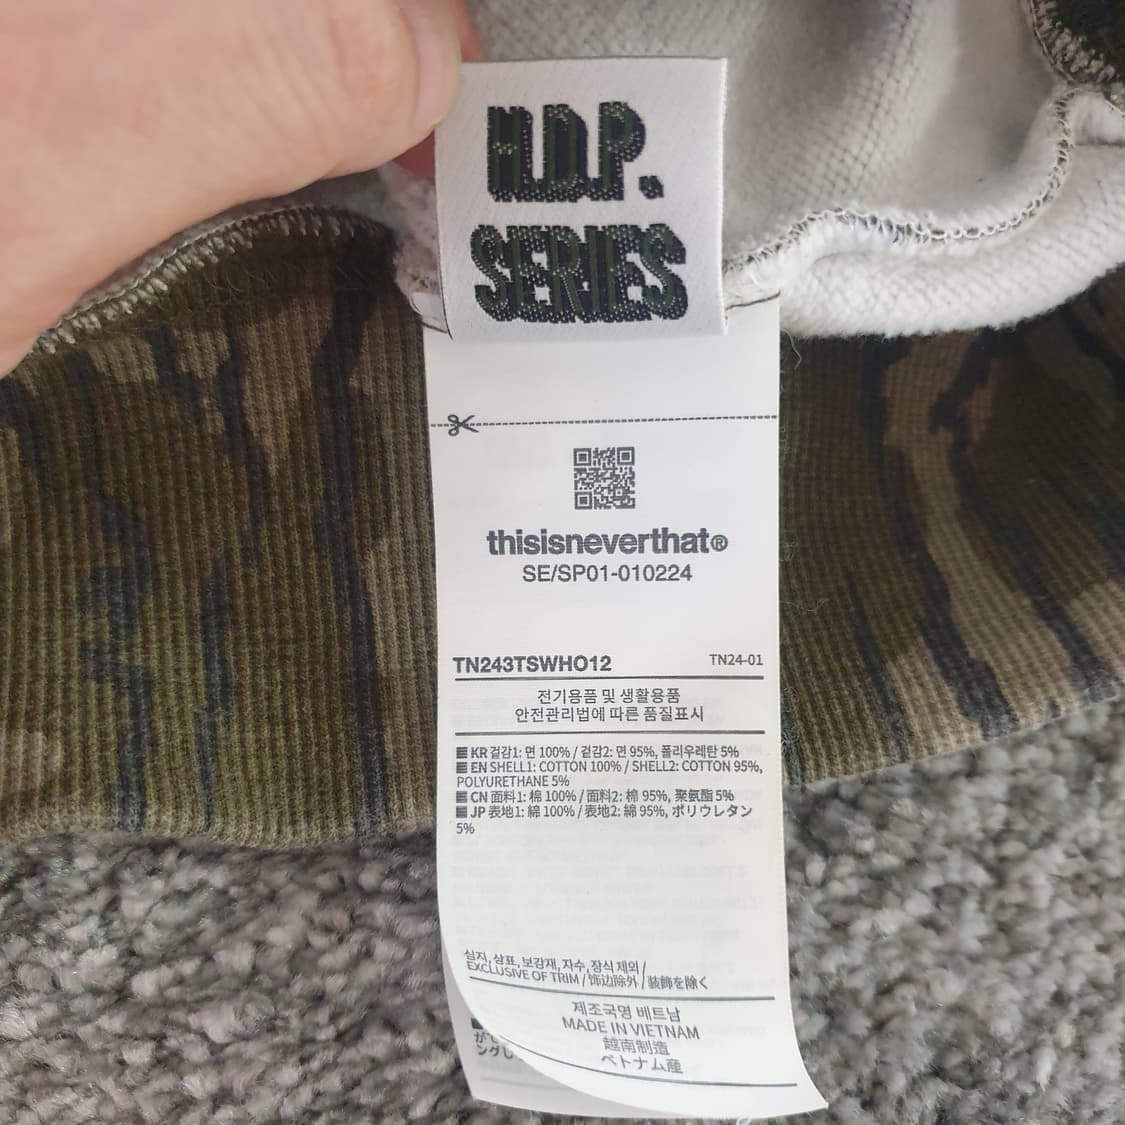 H.D.P.
SERIES
thisisneverthat®
SE/SP01-010224
TN243TSWHO12
TN24-01
전기용품 및 생활용품
안전관리법에 따른 품질표시
KR 겉감1: 면 100% / 겉감2: 면 95%, 폴리우레탄 5%
EN SHELL1: COTTON 100% / SHELL2: COTTON 95%,
POLYURETHANE 5%
CN 面料1: 棉 100% / 面料2: 棉 95%, 聚氨酯 5%
JP 表地1: 綿 100% / 表地2: 綿 95%, ポリウレタン
5%
심지, 상표, 보강재, 자수, 장식 제외 /
EXCLUSIVE OF TRIM / 饰边除外 / 装飾を除く
제조국명 베트남
MADE IN VIETNAM
越南制造
ベトナム産